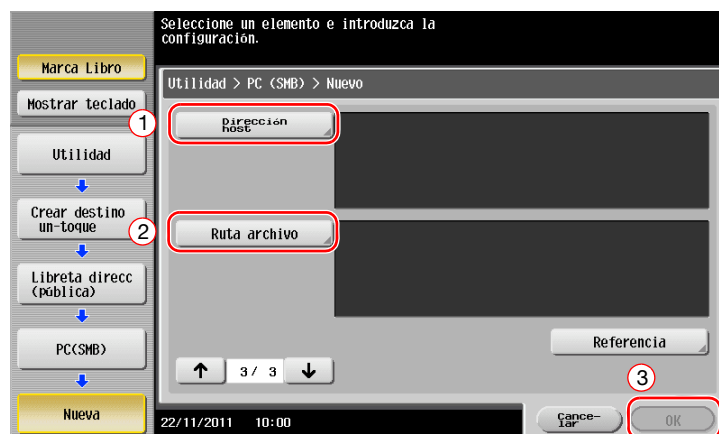 Seleccione un elemento e introduzca la
configuración.
Marca Libro
Mostrar teclado
Utilidad > PC (SMB) > Nuevo
1
Dirección
host
Utilidad
Crear destino
un-toque
2
Ruta archivo
Libreta direcc
(pública)
PC(SMB)
Referencia
3/ 3
3
Nueva
22/11/2011 10:00
Cance-
lar
OK